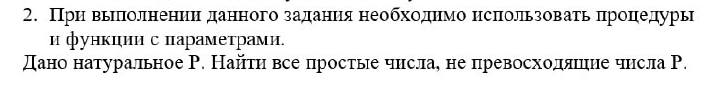 2. При выполнении данного задания необходимо использовать процедуры
и функции с параметрами.
Дано натуральное Р. Найти все простые числа, не превосходящие числа Р.